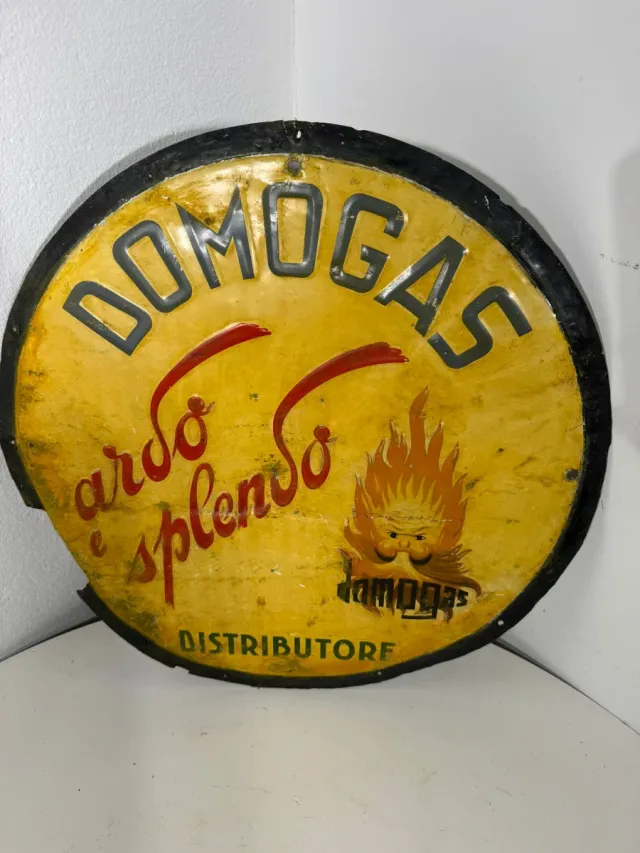 DOMOGAS
ardo
e splendo
domogas
DISTRIBUTORE